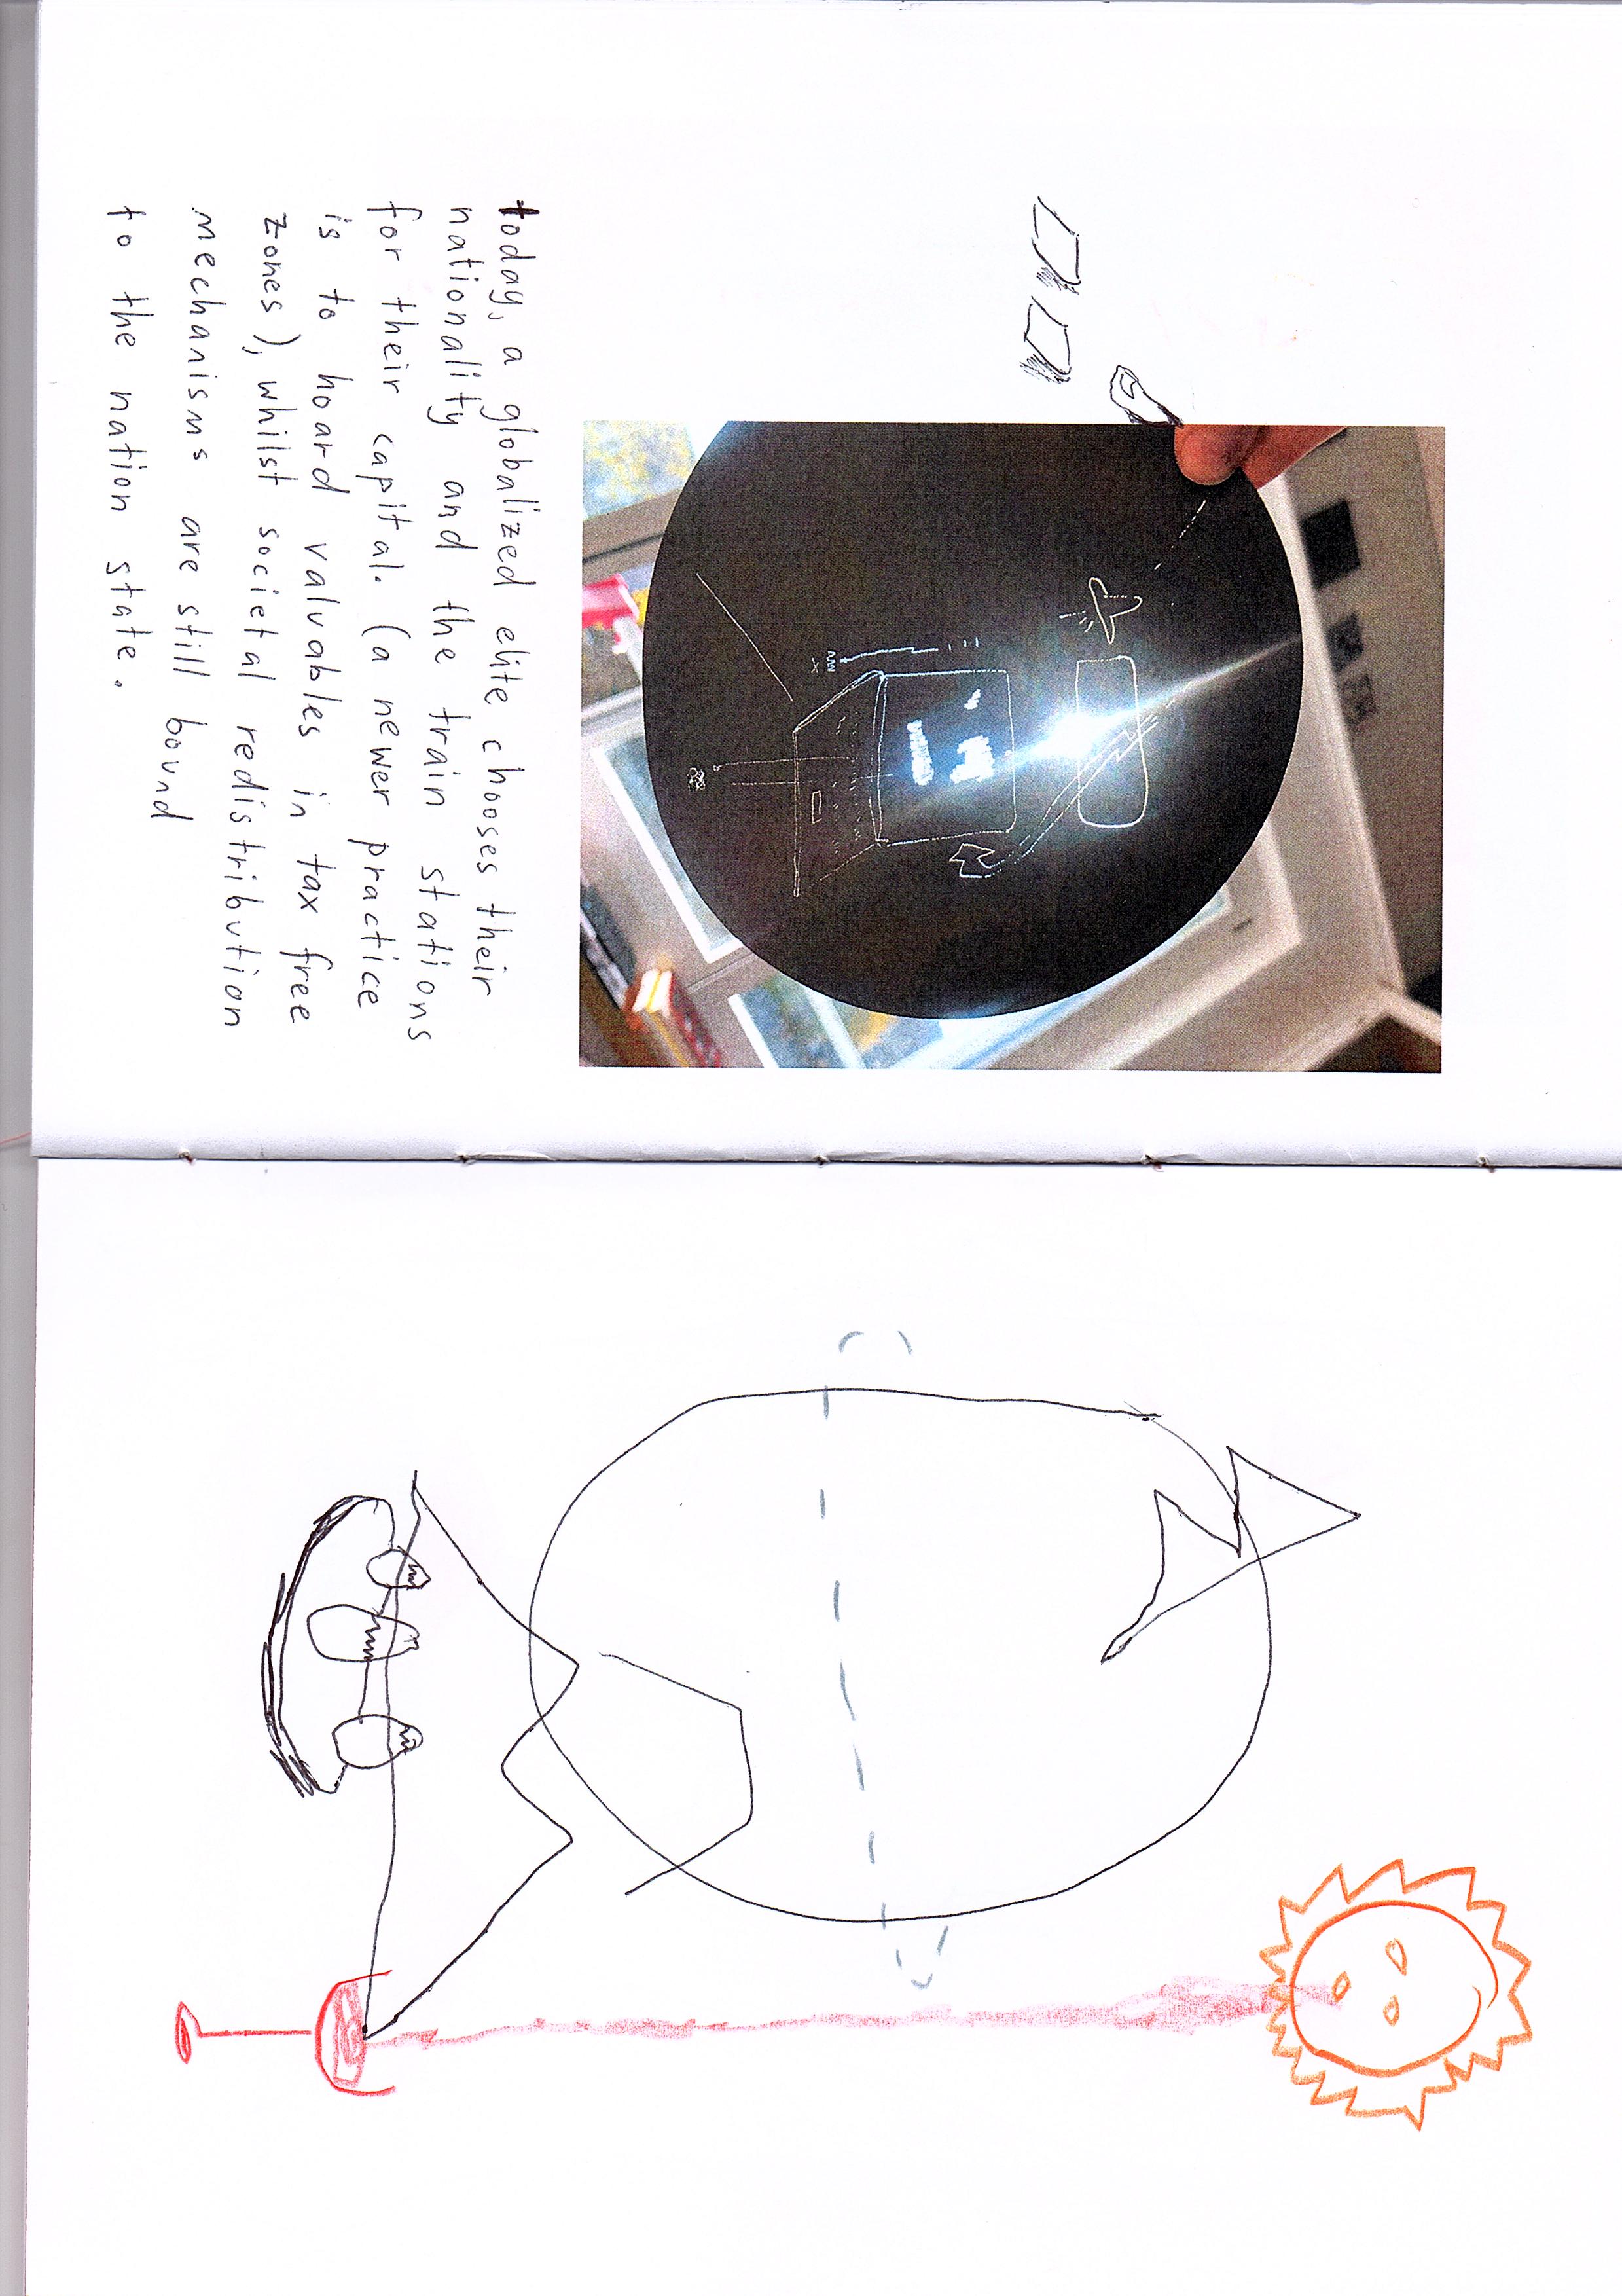 today, a globalized elite chooses their
nationality and the train stations
for their capital. (a newer practice
is to hoard valuables in tax free
zones), whilst societal redistribution
mechanisms are still bound
to the nation state.